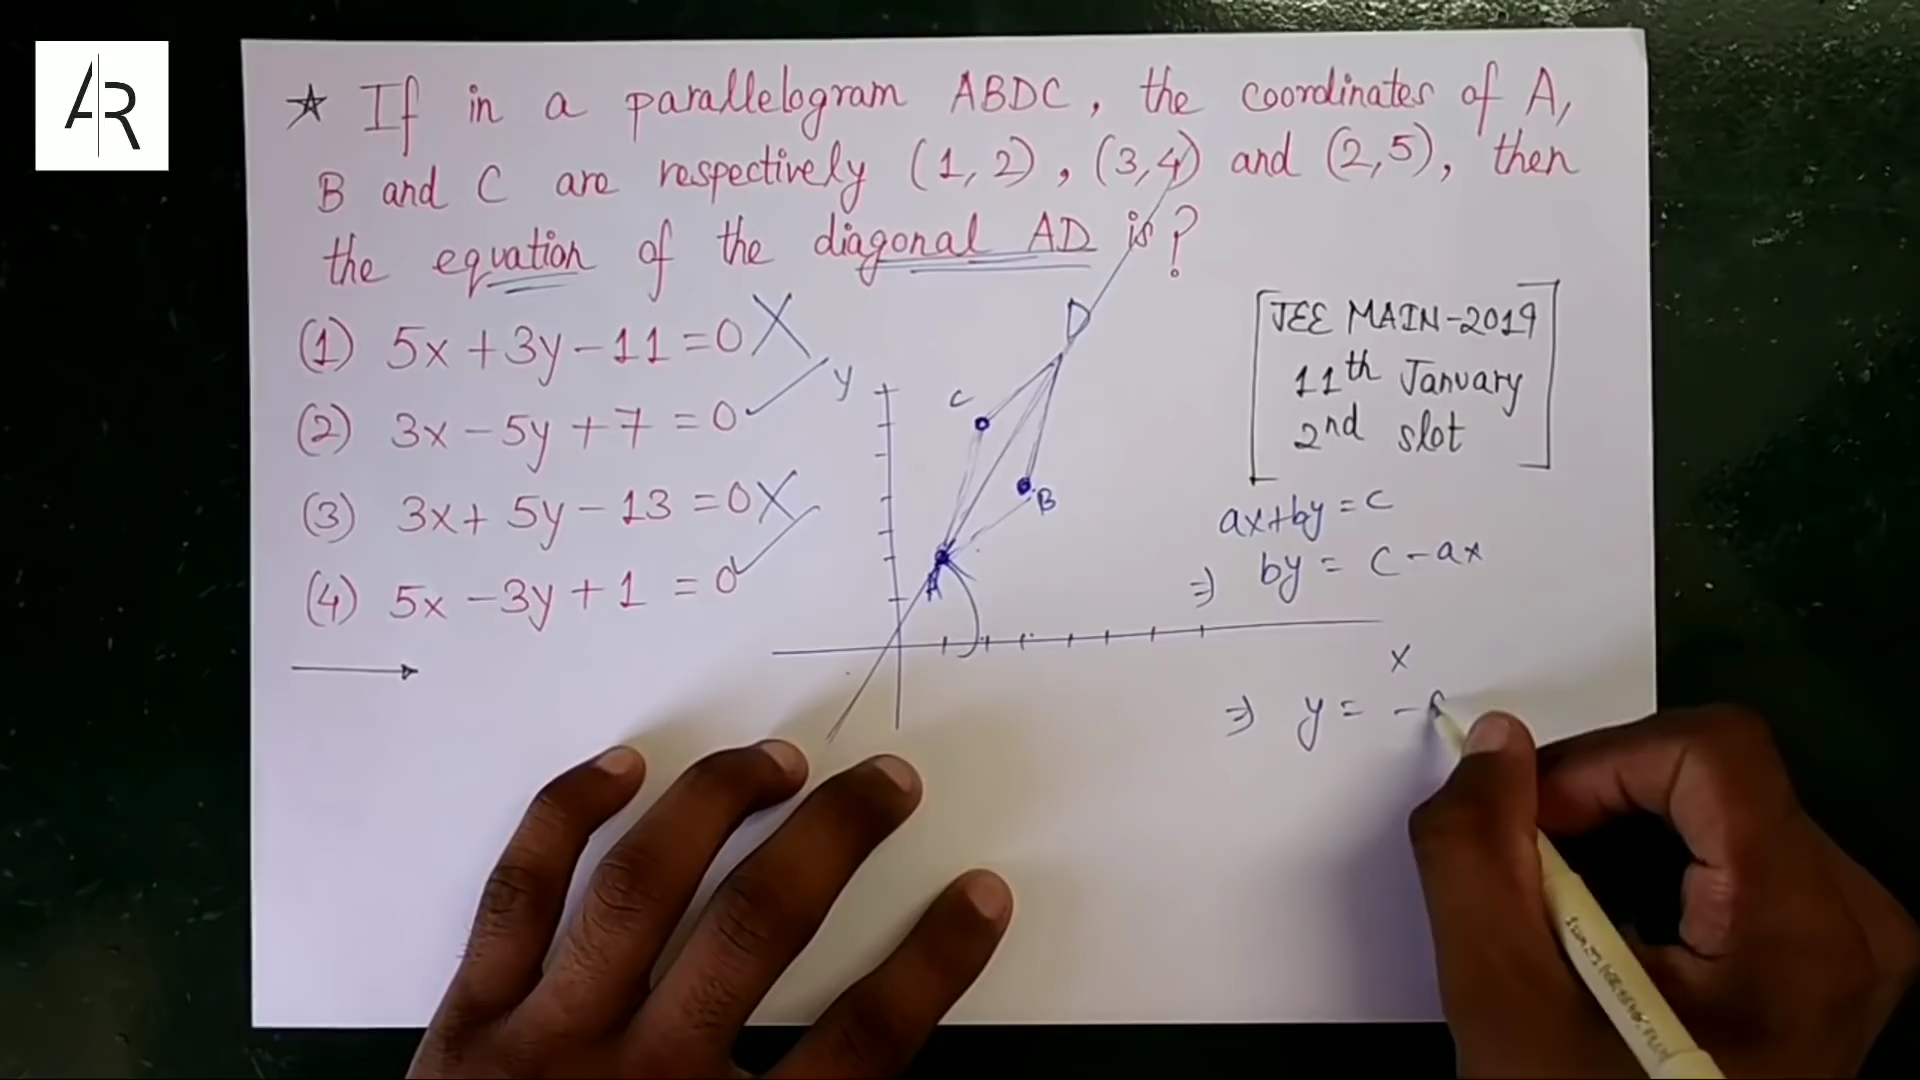 AR
☆ If in a parallelogram ABDC, the coordinates of A,
B and C are respectively (1, 2), (3,4) and (2,5), then
the equation of the diagonal AD is?
(1) 5x+3y-11=0 X
(2) 3x-5y+7=0 ✓
(3) 3x+5y-13=0 X
(4) 5x-3y+1=0 ✓
y
C
D
B
A
x
[JEE MAIN-2019
11th January
2nd slot]
ax+by=c
⇒ by = c-ax
⇒ y = -